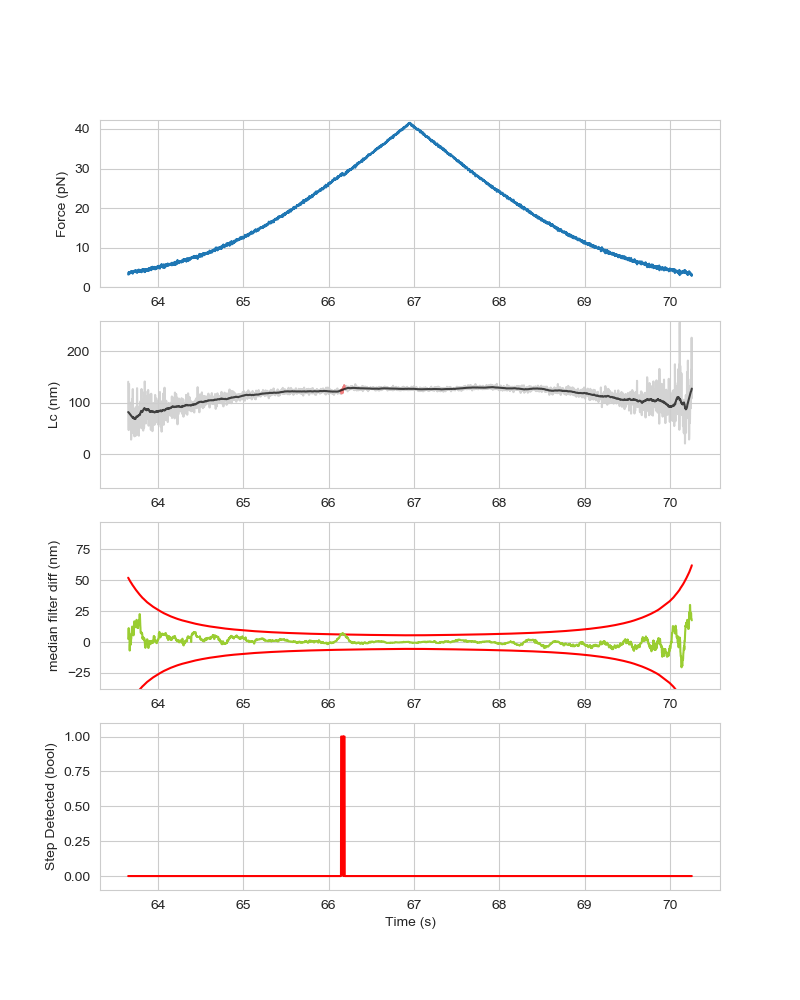 Force (pN)
40
30
20
10
0
64 65 66 67 68 69 70
Lc (nm)
200
100
0
64 65 66 67 68 69 70
median filter diff (nm)
75
50
25
0
−25
64 65 66 67 68 69 70
Step Detected (bool)
1.00
0.75
0.50
0.25
0.00
64 65 66 67 68 69 70
Time (s)